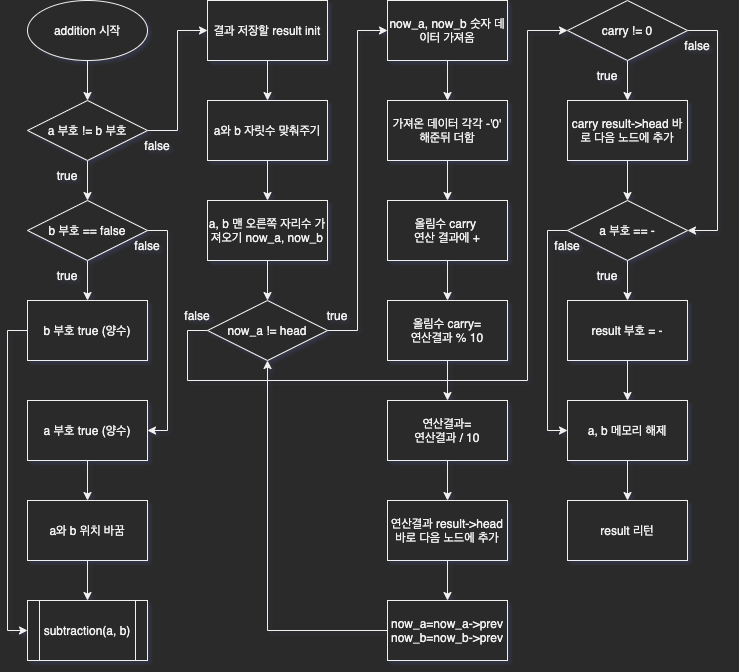 addition 시작
a 부호 != b 부호
false
true
b 부호 == false
false
true
b 부호 true (양수)
a 부호 true (양수)
a와 b 위치 바꿈
subtraction(a, b)
결과 저장할 result init
a와 b 자릿수 맞춰주기
a, b 맨 오른쪽 자리수 가
져오기 now_a, now_b
false
true
now_a != head
now_a, now_b 숫자 데
이터 가져옴
가져온 데이터 각각 -'0'
해준뒤 더함
올림수 carry
연산 결과에 +
올림수 carry=
연산결과 % 10
연산결과=
연산결과 / 10
연산결과 result->head
바로 다음 노드에 추가
now_a=now_a->prev
now_b=now_b->prev
carry != 0
false
true
carry result->head 바
로 다음 노드에 추가
a 부호 == -
false
true
result 부호 = -
a, b 메모리 해제
result 리턴